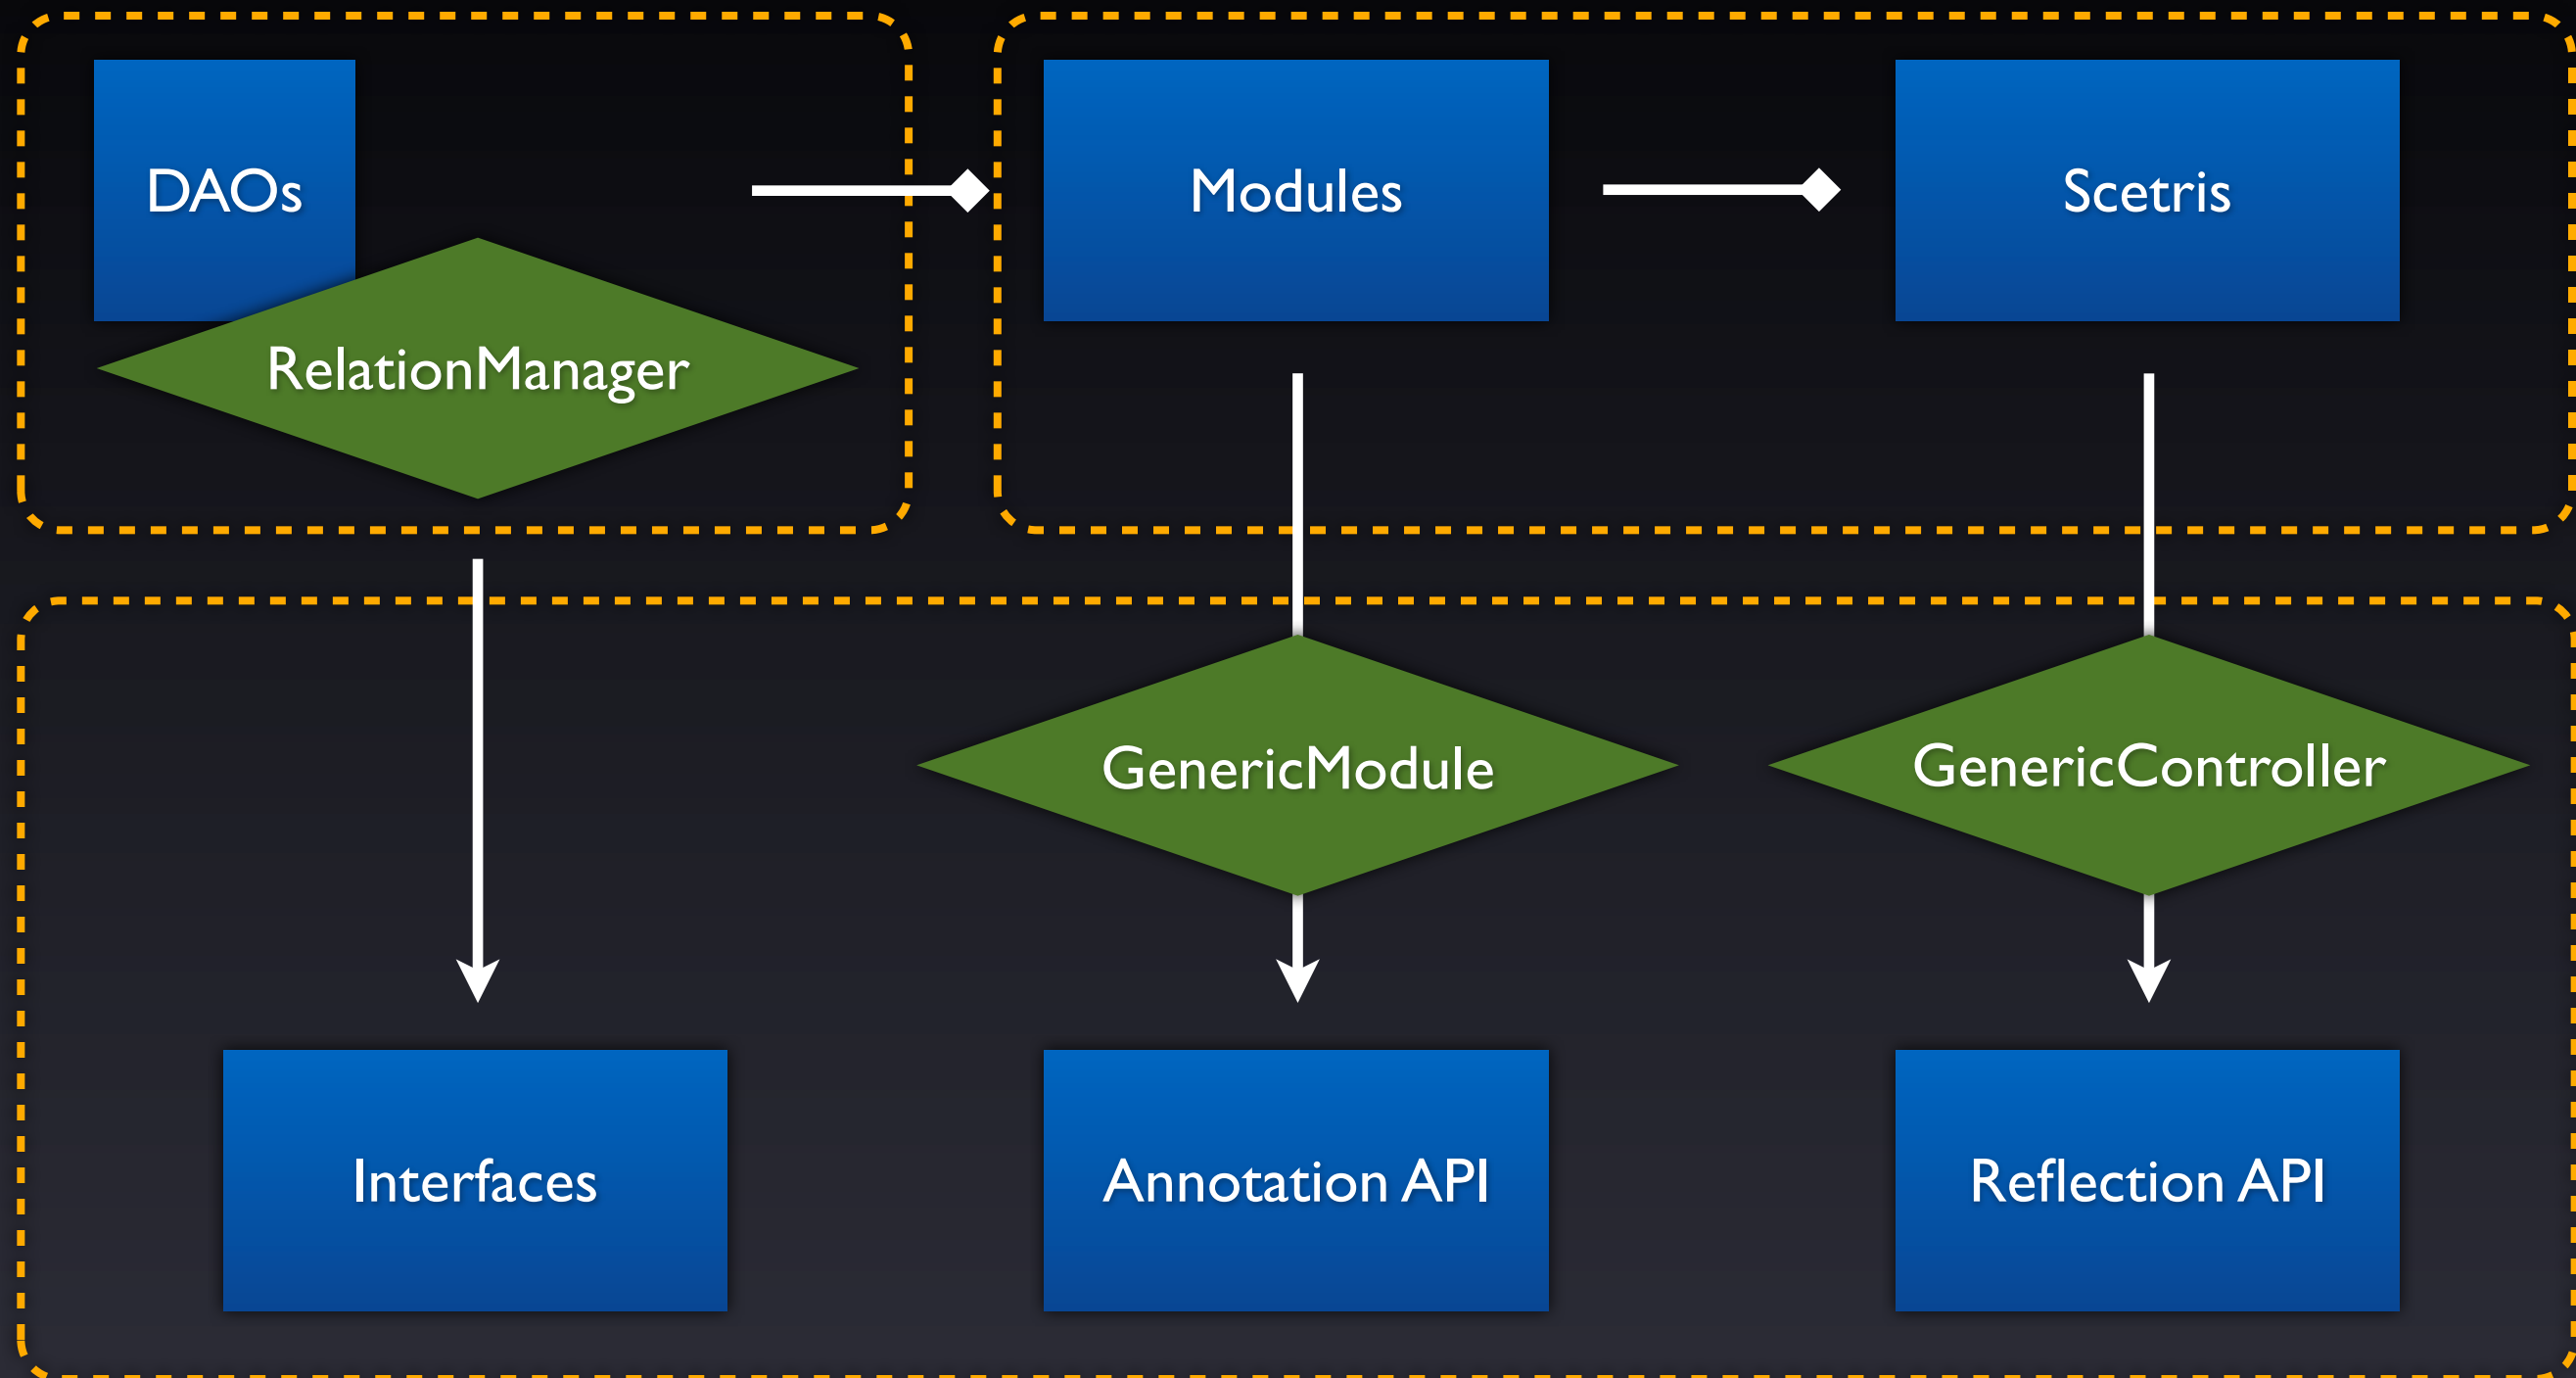 DAOs
Modules
Scetris
RelationManager
GenericModule
GenericController
Interfaces
Annotation API
Reflection API